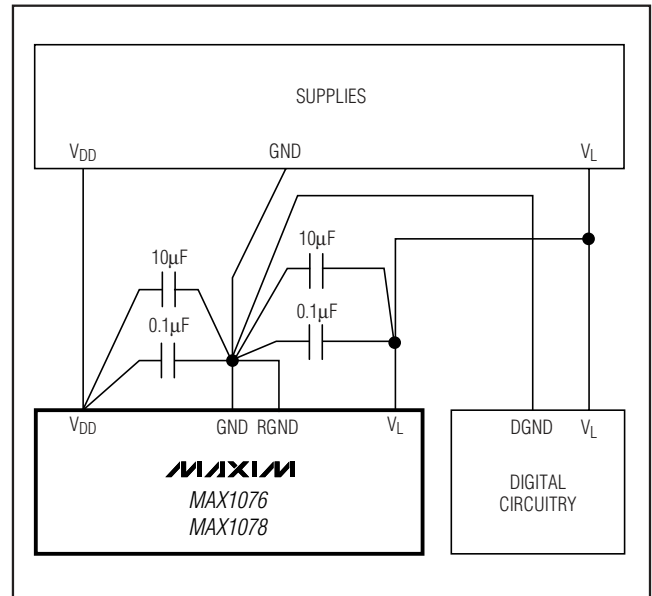 SUPPLIES
VDD GND VL
10μF
10μF
0.1μF
0.1μF
VDD GND RGND VL
DGND VL
MAXIM
MAX1076
MAX1078
DIGITAL
CIRCUITRY